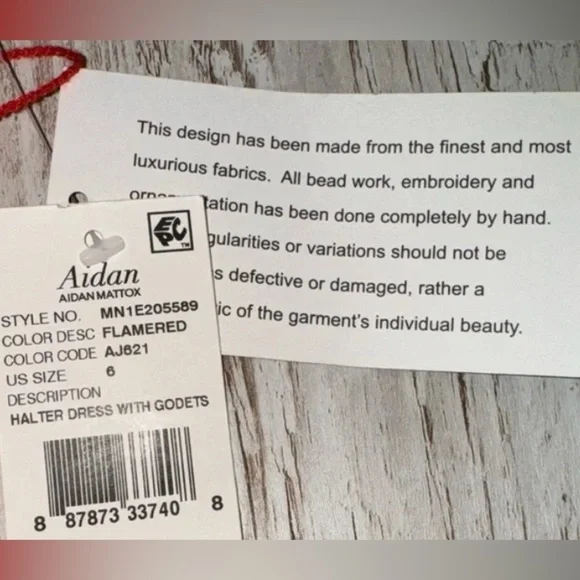 This design has been made from the finest and most
luxurious fabrics. All bead work, embroidery and
tation has been done completely by hand.
gularities or variations should not be
s defective or damaged, rather a
ic of the garment's individual beauty.
EPC™
Aidan
AIDAN MATTOX
STYLE NO. MN1E205589
COLOR DESC FLAMERED
COLOR CODE AJ621
US SIZE 6
DESCRIPTION
HALTER DRESS WITH GODETS
8 87873 33740 8